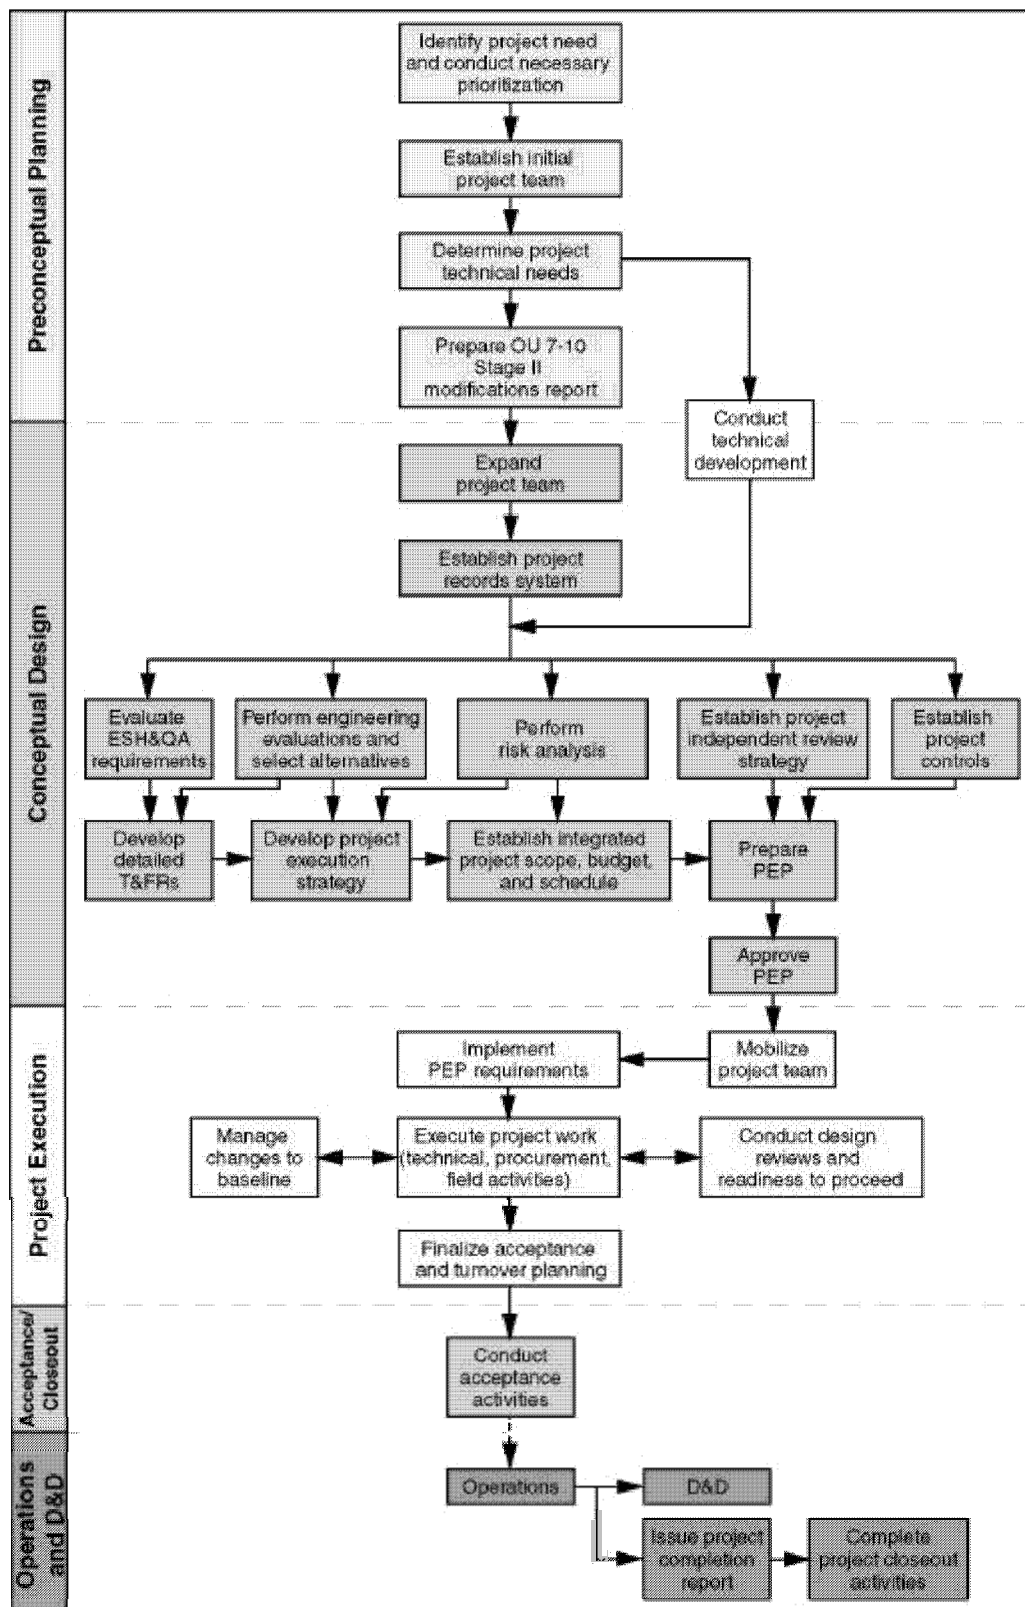 Preconceptual Planning
Identify project need
and conduct necessary
prioritization
Establish initial
project team
Determine project
technical needs
Prepare OU 7-10
Stage II
modifications report
Conduct
technical
development
Conceptual Design
Expand
project team
Establish project
records system
Evaluate
ESH&QA
requirements
Perform engineering
evaluations and
select alternatives
Perform
risk analysis
Establish project
independent review
strategy
Establish
project
controls
Develop
detailed
T&FRs
Develop project
execution
strategy
Establish integrated
project scope, budget,
and schedule
Prepare
PEP
Approve
PEP
Project Execution
Implement
PEP requirements
Mobilize
project team
Manage
changes to
baseline
Execute project work
(technical, procurement,
field activities)
Conduct design
reviews and
readiness to proceed
Finalize acceptance
and turnover planning
Acceptance/
Closeout
Conduct
acceptance
activities
Operations
and D&D
Operations
D&D
Issue project
completion
report
Complete
project closeout
activities